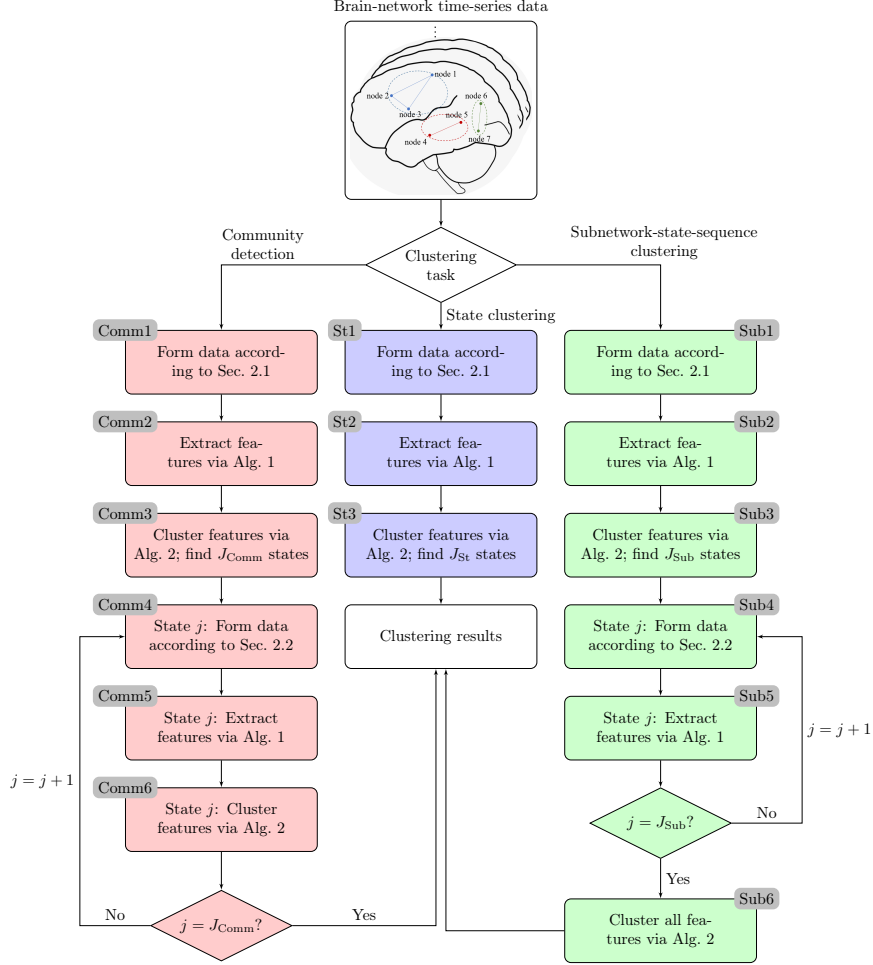 Brain-network time-series data
node 1
node 2
node 3
node 6
node 5
node 4
node 7
Clustering
task
Community
detection
Subnetwork-state-sequence
clustering
State clustering
Comm1
Form data accord-
ing to Sec. 2.1
St1
Form data accord-
ing to Sec. 2.1
Sub1
Form data accord-
ing to Sec. 2.1
Comm2
Extract fea-
tures via Alg. 1
St2
Extract fea-
tures via Alg. 1
Sub2
Extract fea-
tures via Alg. 1
Comm3
Cluster features via
Alg. 2; find J_Comm states
St3
Cluster features via
Alg. 2; find J_St states
Sub3
Cluster features via
Alg. 2; find J_Sub states
Comm4
State j: Form data
according to Sec. 2.2
Clustering results
Sub4
State j: Form data
according to Sec. 2.2
Comm5
State j: Extract
features via Alg. 1
Sub5
State j: Extract
features via Alg. 1
j = j + 1
j = j + 1
Comm6
State j: Cluster
features via Alg. 2
j = J_Sub?
No
Yes
No
j = J_Comm?
Yes
Sub6
Cluster all fea-
tures via Alg. 2